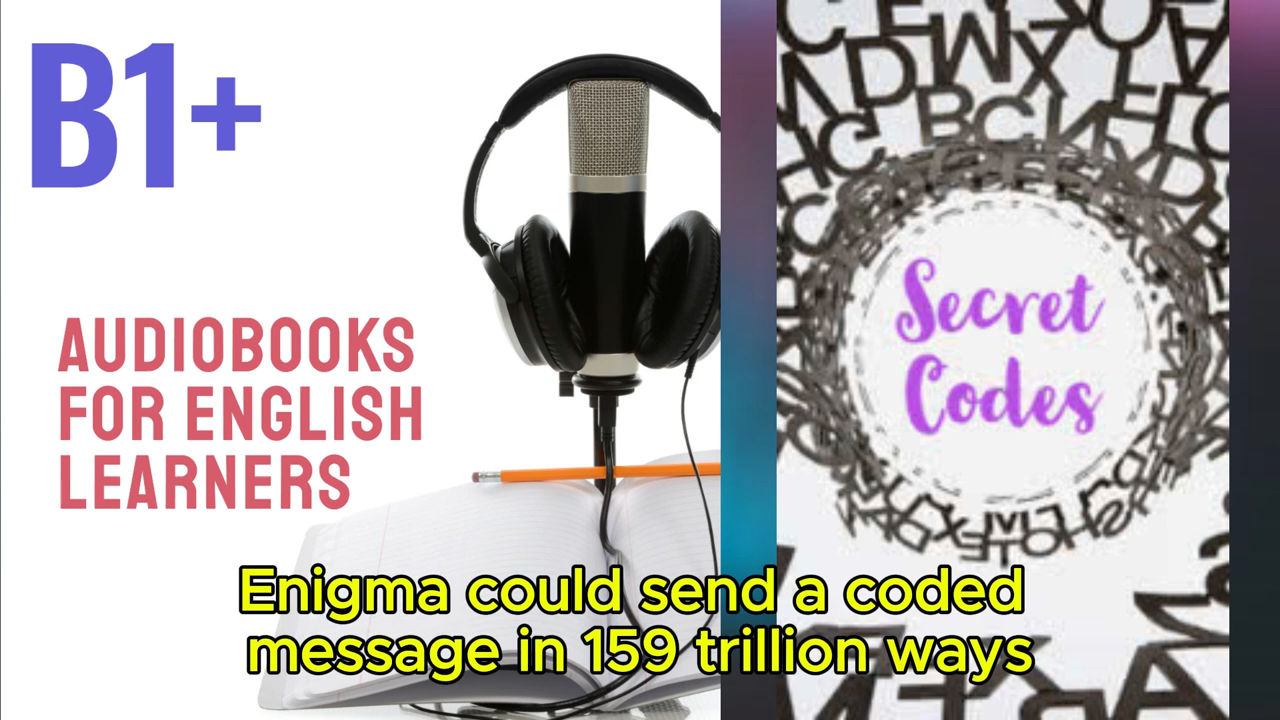 B1+
AUDIOBOOKS
FOR ENGLISH
LEARNERS
Secret
Codes
Enigma could send a coded
message in 159 trillion ways